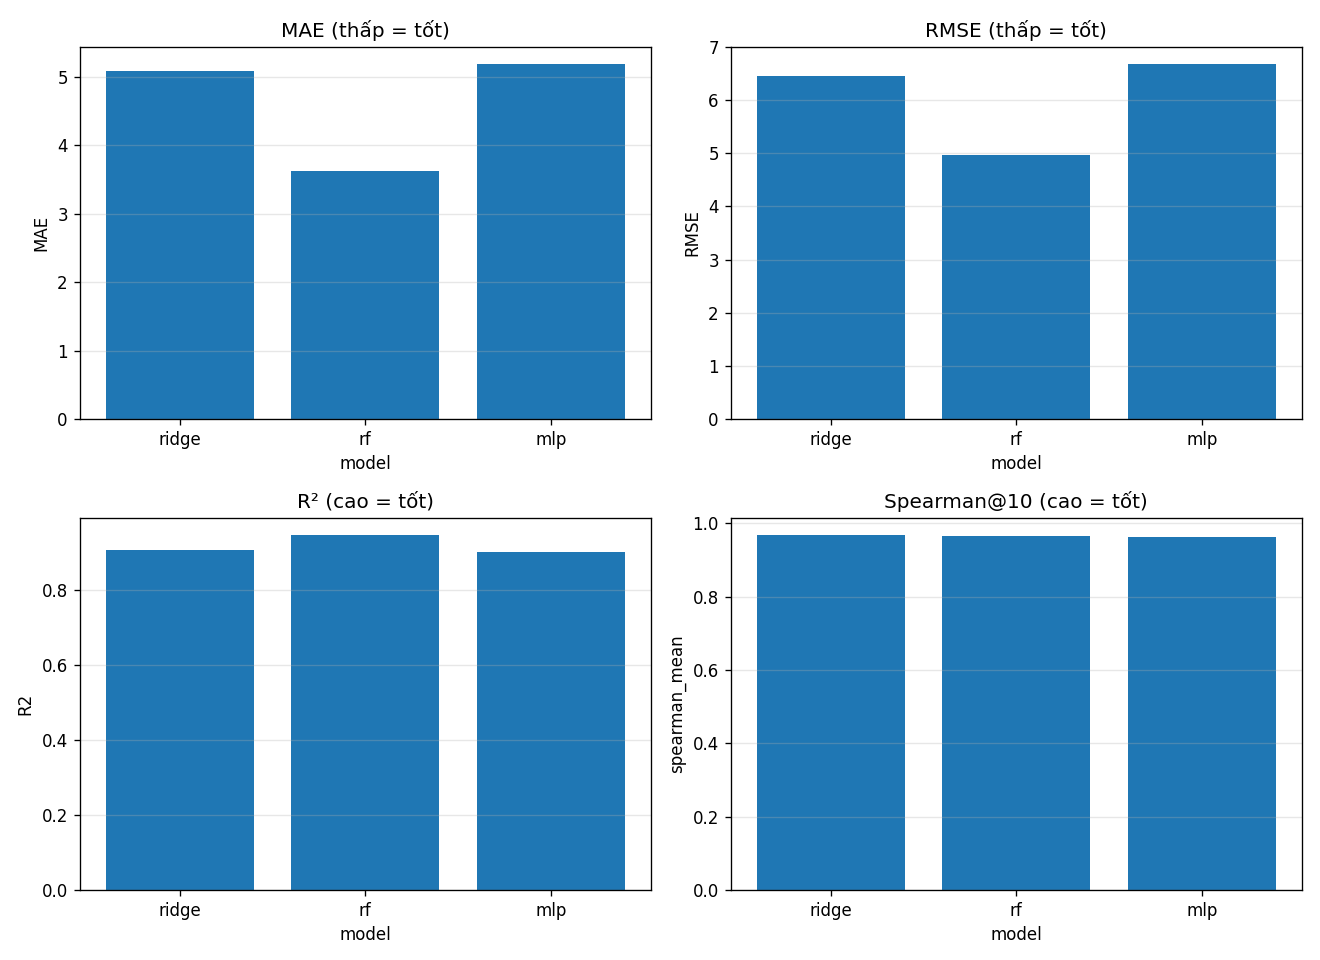 MAE (thấp = tốt)
MAE
5
4
3
2
1
0
ridge
rf
mlp
model
RMSE (thấp = tốt)
RMSE
7
6
5
4
3
2
1
0
ridge
rf
mlp
model
R² (cao = tốt)
R2
0.8
0.6
0.4
0.2
0.0
ridge
rf
mlp
model
Spearman@10 (cao = tốt)
spearman_mean
1.0
0.8
0.6
0.4
0.2
0.0
ridge
rf
mlp
model